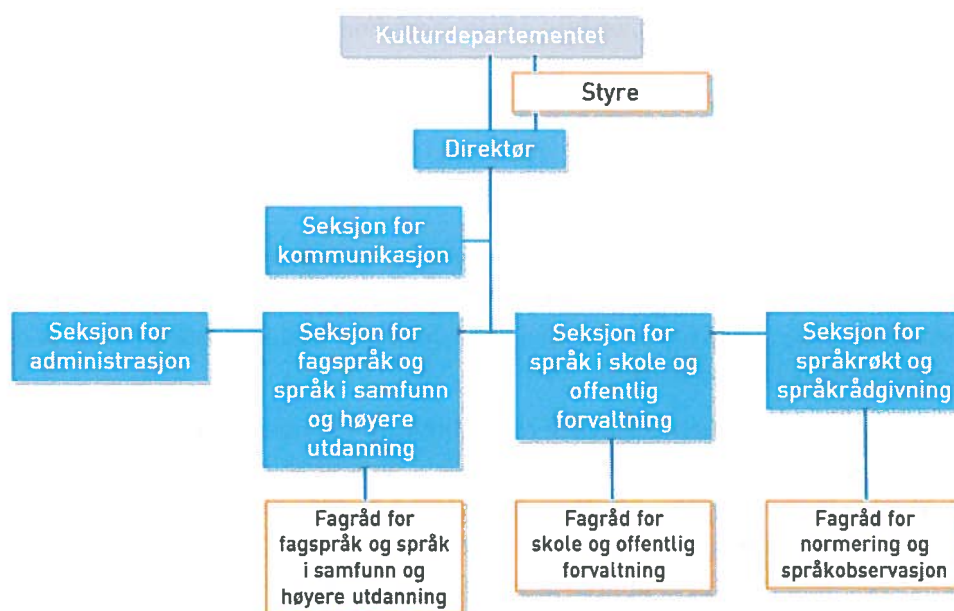 Kulturdepartementet
Styre
Direktør
Seksjon for
kommunikasjon
Seksjon for
administrasjon
Seksjon for
fagspråk og
språk i samfunn
og høyere
utdanning
Seksjon for
språk i skole og
offentlig
forvaltning
Seksjon for
språkrøkt og
språkrådgivning
Fagråd for
fagspråk og språk
i samfunn og
høyere utdanning
Fagråd for
skole og offentlig
forvaltning
Fagråd for
normering og
språkobservasjon